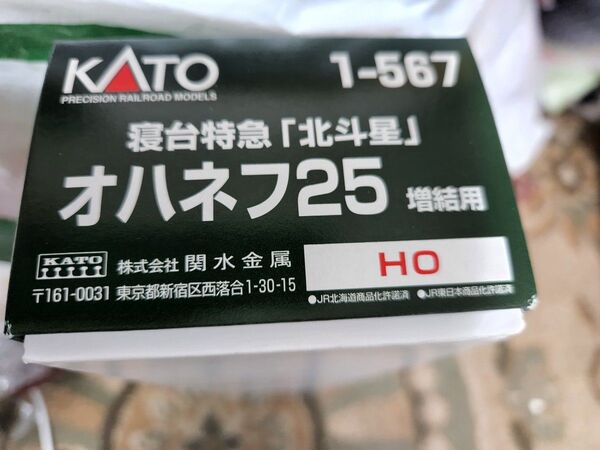 KATO 1-567
PRECISION RAILROAD MODELS
寝台特急「北斗星」
オハネフ25 増結用
KATO 株式会社 関水金属 HO
〒161-0031 東京都新宿区西落合1-30-15
●JR北海道商品化許諾済 ●JR東日本商品化許諾済